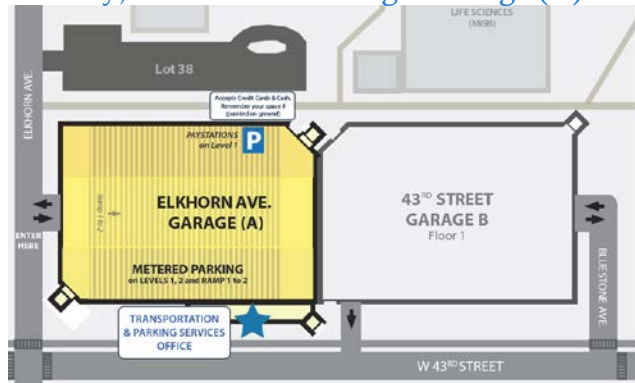 LIFE SCIENCES
(MGB)
Lot 38
ELKHORN AVE.
Accepts Credit Cards & Cash.
Remember your space #
(painted on ground)
PAYSTATIONS
on Level 1
P
Ramp 1 to 2
ELKHORN AVE.
GARAGE (A)
43RD STREET
GARAGE B
Floor 1
ENTER
HERE
METERED PARKING
on LEVELS 1, 2 and RAMP 1 to 2
BLUESTONE AVE.
TRANSPORTATION
& PARKING SERVICES
OFFICE
W 43RD STREET